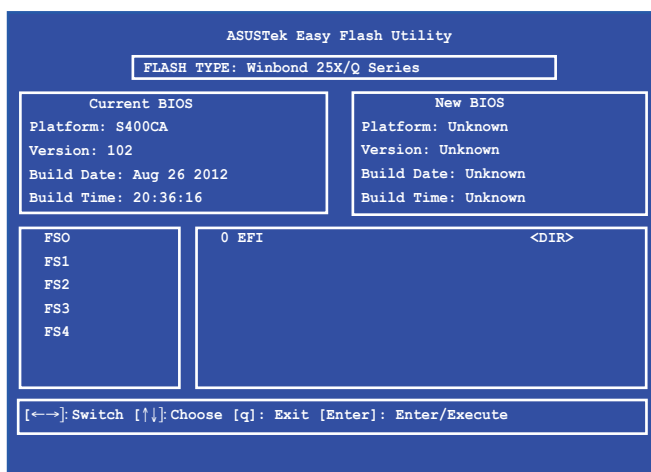 ASUSTek Easy Flash Utility
FLASH TYPE: Winbond 25X/Q Series
Current BIOS
Platform: S400CA
Version: 102
Build Date: Aug 26 2012
Build Time: 20:36:16
New BIOS
Platform: Unknown
Version: Unknown
Build Date: Unknown
Build Time: Unknown
FSO
FS1
FS2
FS3
FS4
0 EFI <DIR>
[←→]: Switch [↑↓]: Choose [q]: Exit [Enter]: Enter/Execute